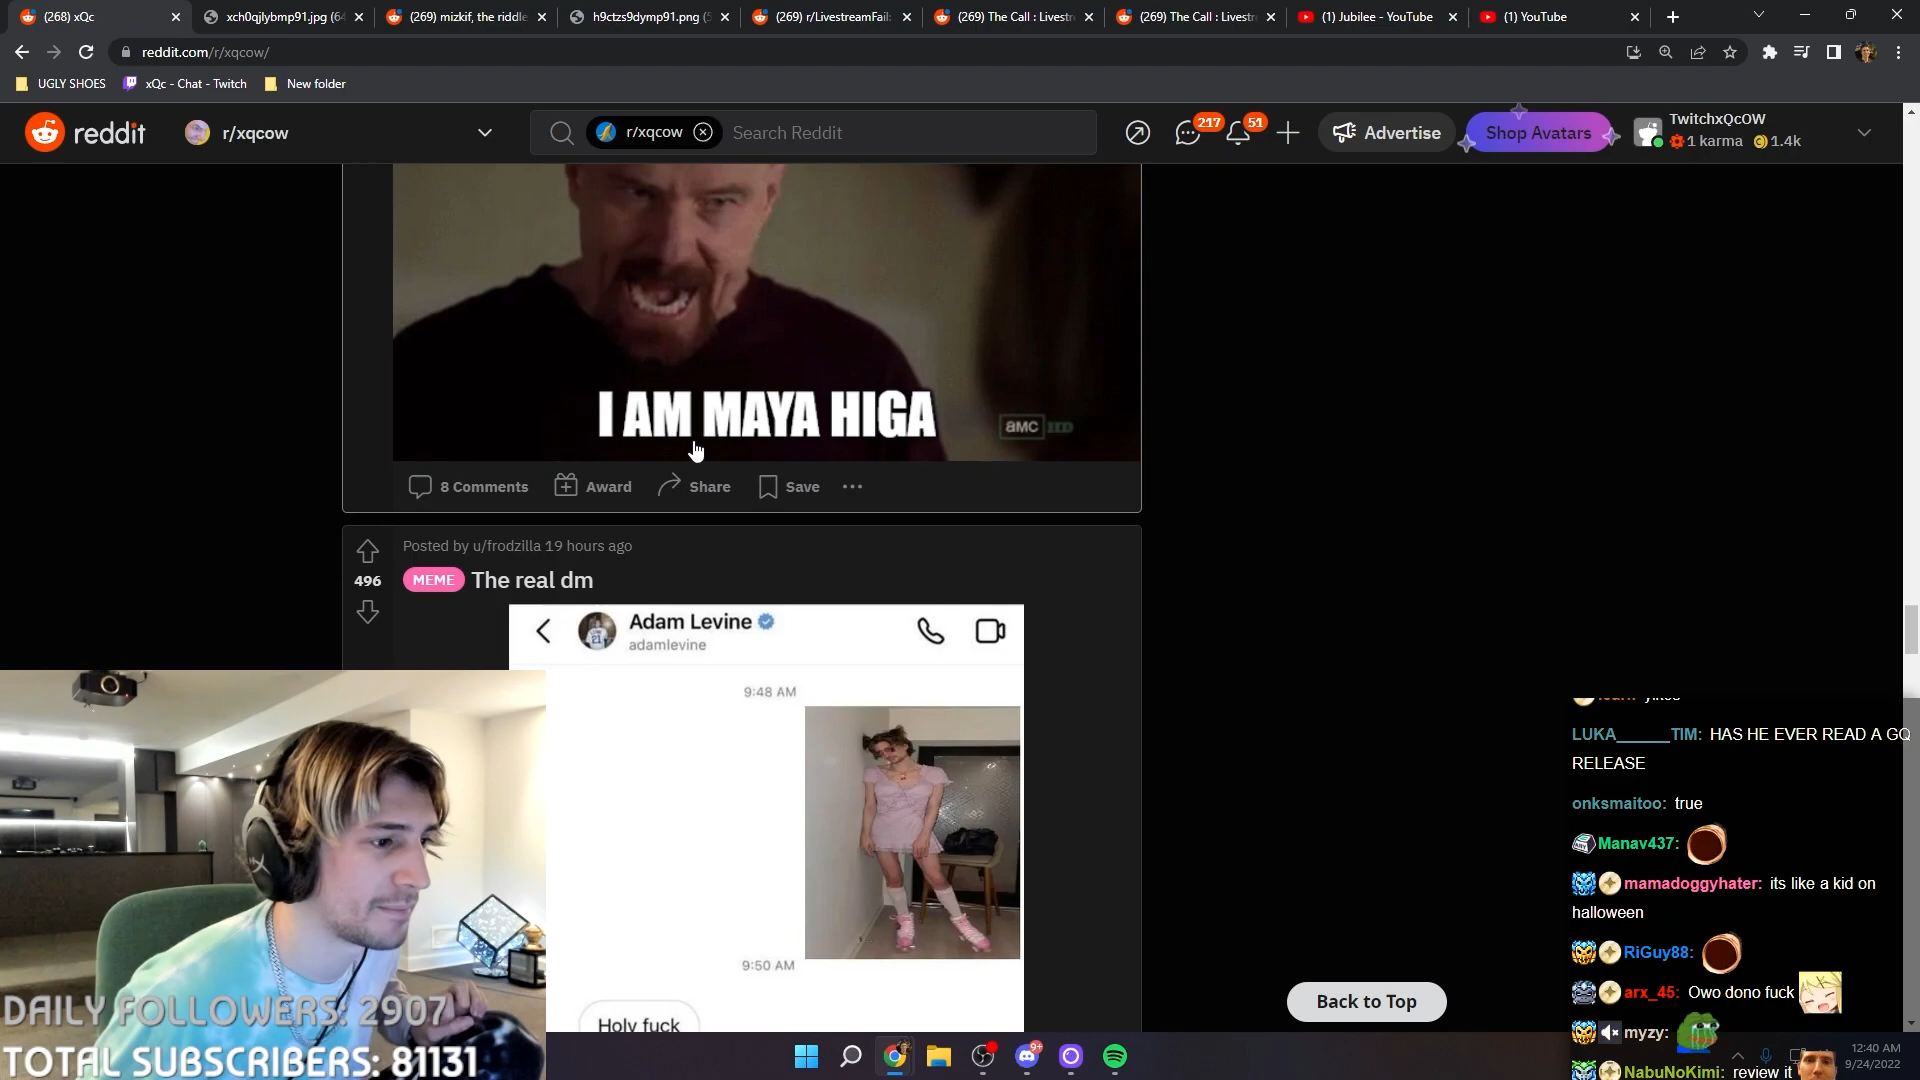 (268) xQc
xch0qjlybmp91.jpg (64
(269) mizkif, the riddle
h9ctzs9dymp91.png (5
(269) r/LivestreamFail:
(269) The Call : Livestr
(269) The Call : Livestr
(1) Jubilee - YouTube
(1) YouTube
reddit.com/r/xqcow/
UGLY SHOES
xQc - Chat - Twitch
New folder
reddit
r/xqcow
r/xqcow
Search Reddit
217
51
Advertise
Shop Avatars
TwitchxQcOW
1 karma
1.4k
I AM MAYA HIGA
amc HD
8 Comments
Award
Share
Save
Posted by u/frodzilla 19 hours ago
496
MEME
The real dm
Adam Levine
adamlevine
9:48 AM
9:50 AM
Holy fuck
Back to Top
DAILY FOLLOWERS: 2907
TOTAL SUBSCRIBERS: 81131
yikes
LUKA______TIM: HAS HE EVER READ A GQ
RELEASE
onksmaitoo: true
Manav437:
mamadoggyhater: its like a kid on
halloween
RiGuy88:
arx_45: Owo dono fuck
myzy:
NabuNoKimi: review it
9+
12:40 AM
9/24/2022